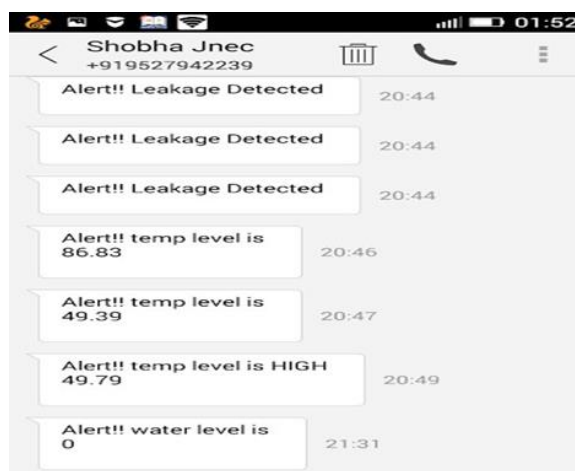 01:52
Shobha Jnec
+919527942239
Alert!! Leakage Detected
20:44
Alert!! Leakage Detected
20:44
Alert!! Leakage Detected
20:44
Alert!! temp level is
86.83
20:46
Alert!! temp level is
49.39
20:47
Alert!! temp level is HIGH
49.79
20:49
Alert!! water level is
0
21:31